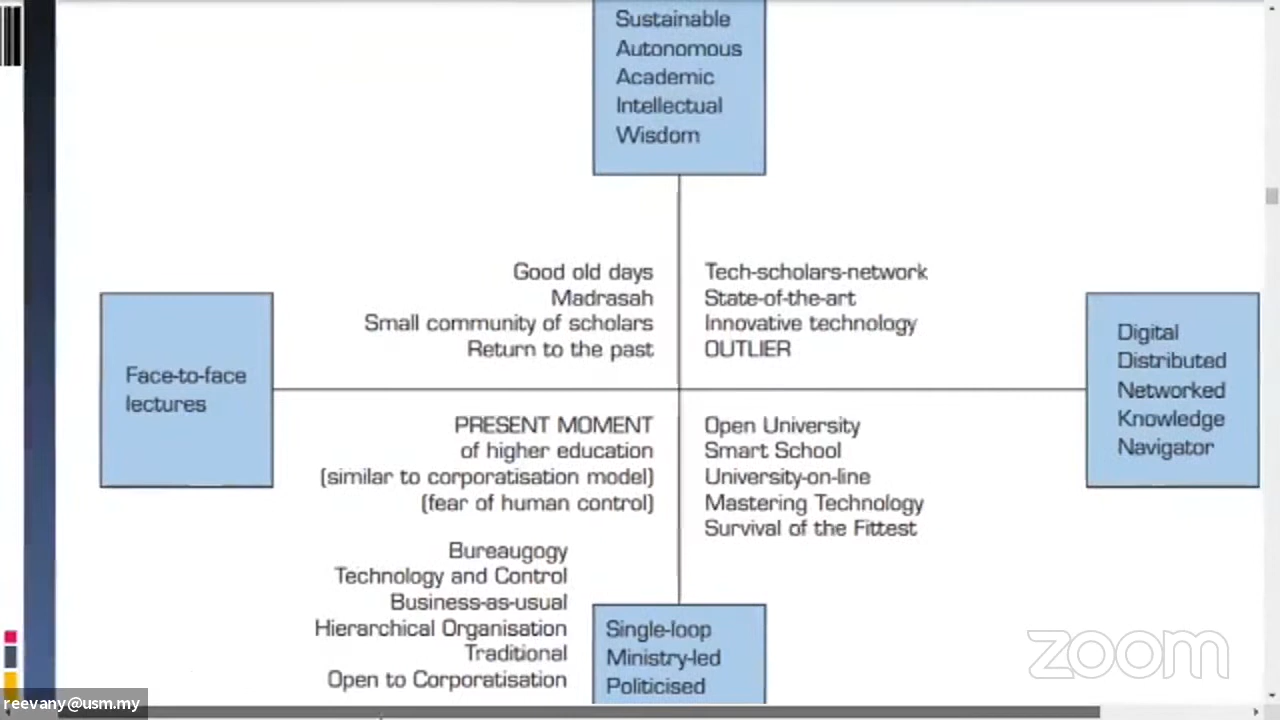 Sustainable
Autonomous
Academic
Intellectual
Wisdom
Good old days
Madrasah
Small community of scholars
Return to the past
Tech-scholars-network
State-of-the-art
Innovative technology
OUTLIER
Face-to-face
lectures
Digital
Distributed
Networked
Knowledge
Navigator
PRESENT MOMENT
of higher education
(similar to corporatisation model)
(fear of human control)
Open University
Smart School
University-on-line
Mastering Technology
Survival of the Fittest
Bureaugogy
Technology and Control
Business-as-usual
Hierarchical Organisation
Traditional
Open to Corporatisation
Single-loop
Ministry-led
Politicised
zoom
reevany@usm.my